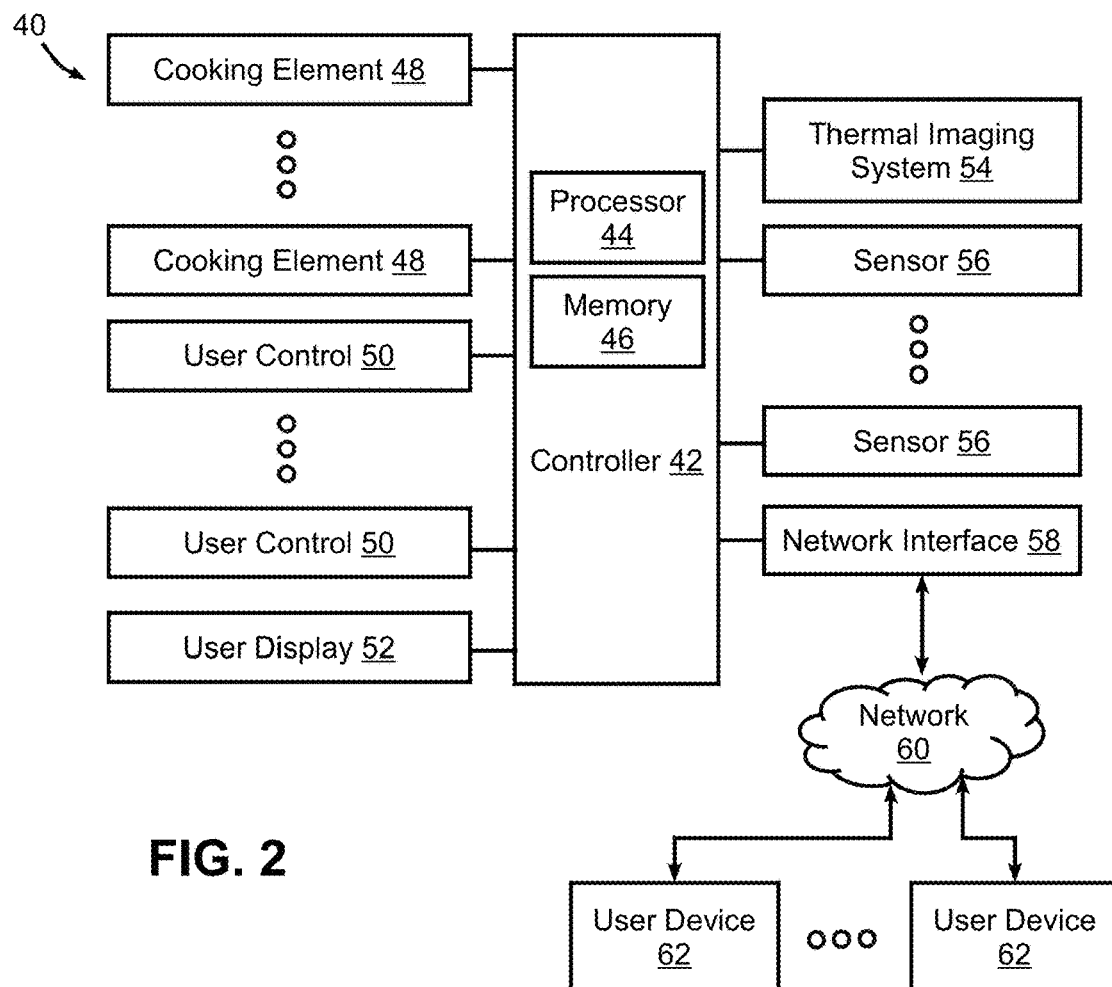 40
Cooking Element 48
Cooking Element 48
User Control 50
User Control 50
User Display 52
Processor
44
Memory
46
Controller 42
Thermal Imaging
System 54
Sensor 56
Sensor 56
Network Interface 58
Network
60
User Device
62
User Device
62
FIG. 2